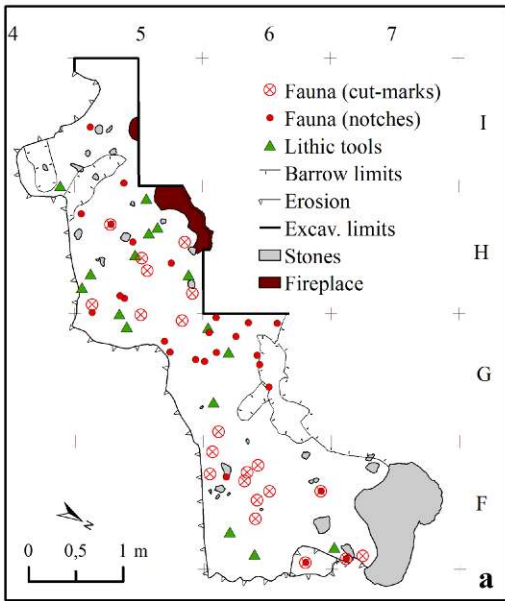 4 5 6 7
Fauna (cut-marks)
Fauna (notches)
Lithic tools
Barrow limits
Erosion
Excav. limits
Stones
Fireplace
I
H
G
F
N
0 0,5 1 m
a